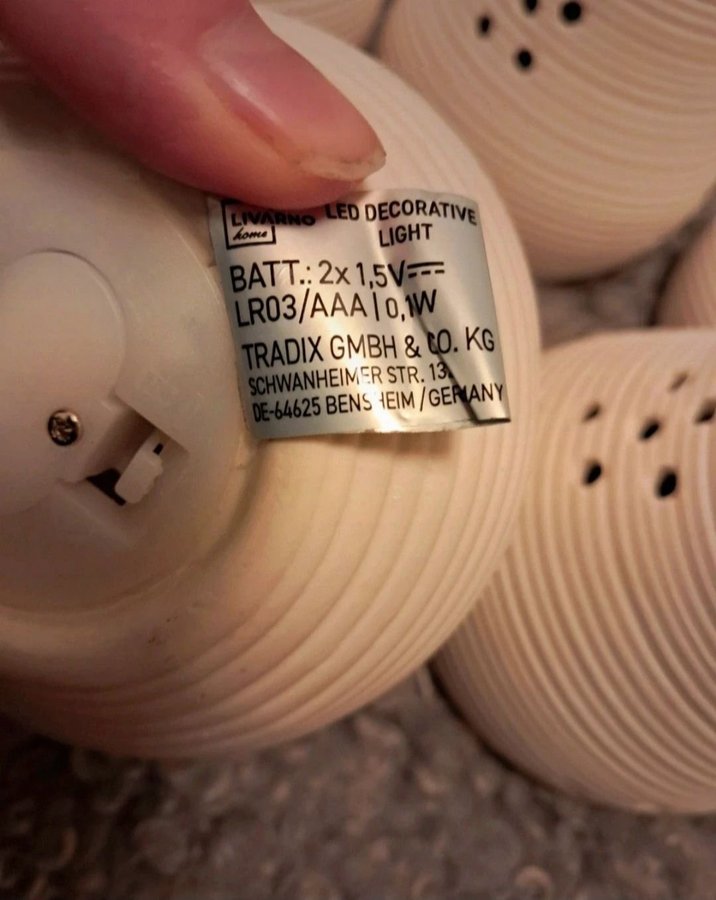 LIVARNO home LED DECORATIVE
LIGHT
BATT.: 2x 1,5V⎓
LR03/AAA | 0,1W
TRADIX GMBH & CO. KG
SCHWANHEIMER STR. 13
DE-64625 BENSHEIM / GERMANY